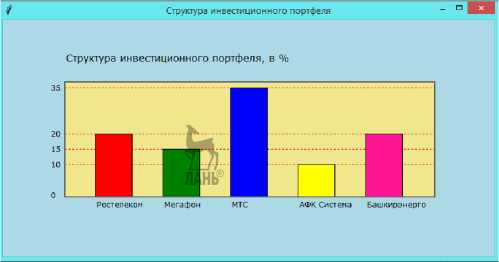 Структура инвестиционного портфеля
Структура инвестиционного портфеля, в %
35
20
15
10
0
ЛАНЬ®
Ростелеком Мегафон МТС АФК Система Башкирэнерго